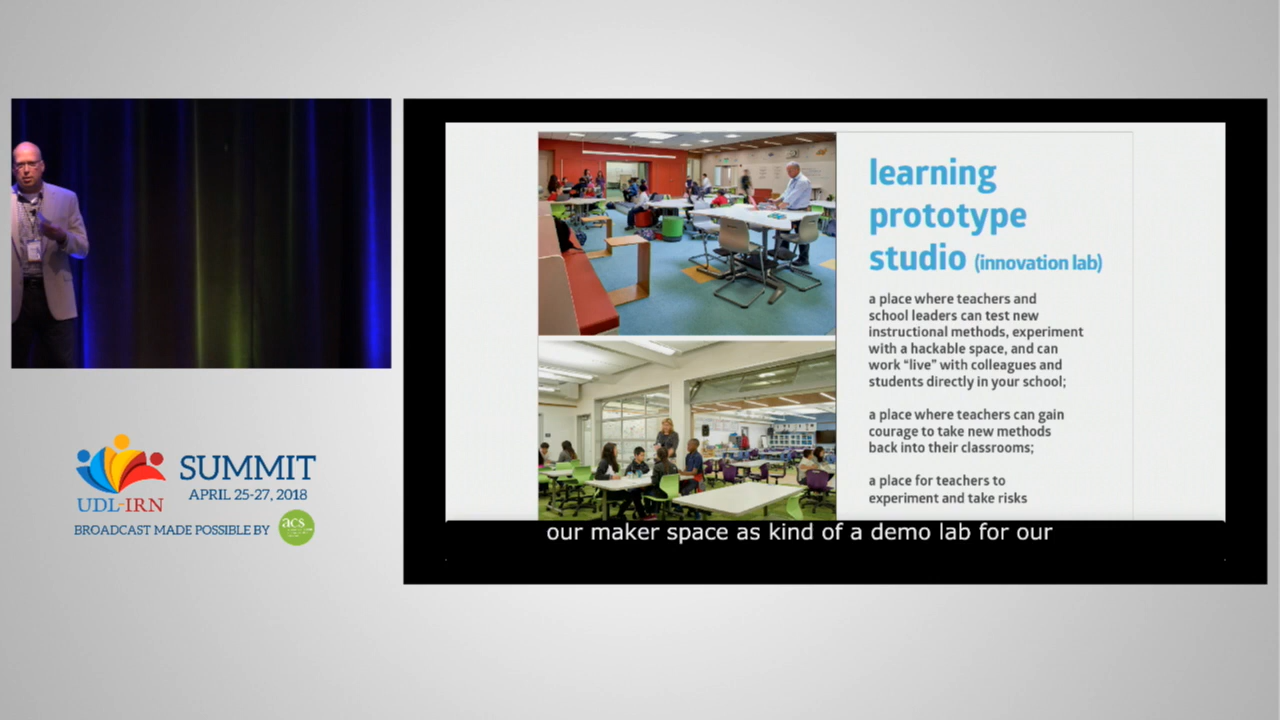 learning
prototype
studio (innovation lab)
a place where teachers and
school leaders can test new
instructional methods, experiment
with a hackable space, and can
work “live” with colleagues and
students directly in your school;
a place where teachers can gain
courage to take new methods
back into their classrooms;
a place for teachers to
experiment and take risks
our maker space as kind of a demo lab for our
UDL-IRN
SUMMIT
APRIL 25-27, 2018
BROADCAST MADE POSSIBLE BY
acs